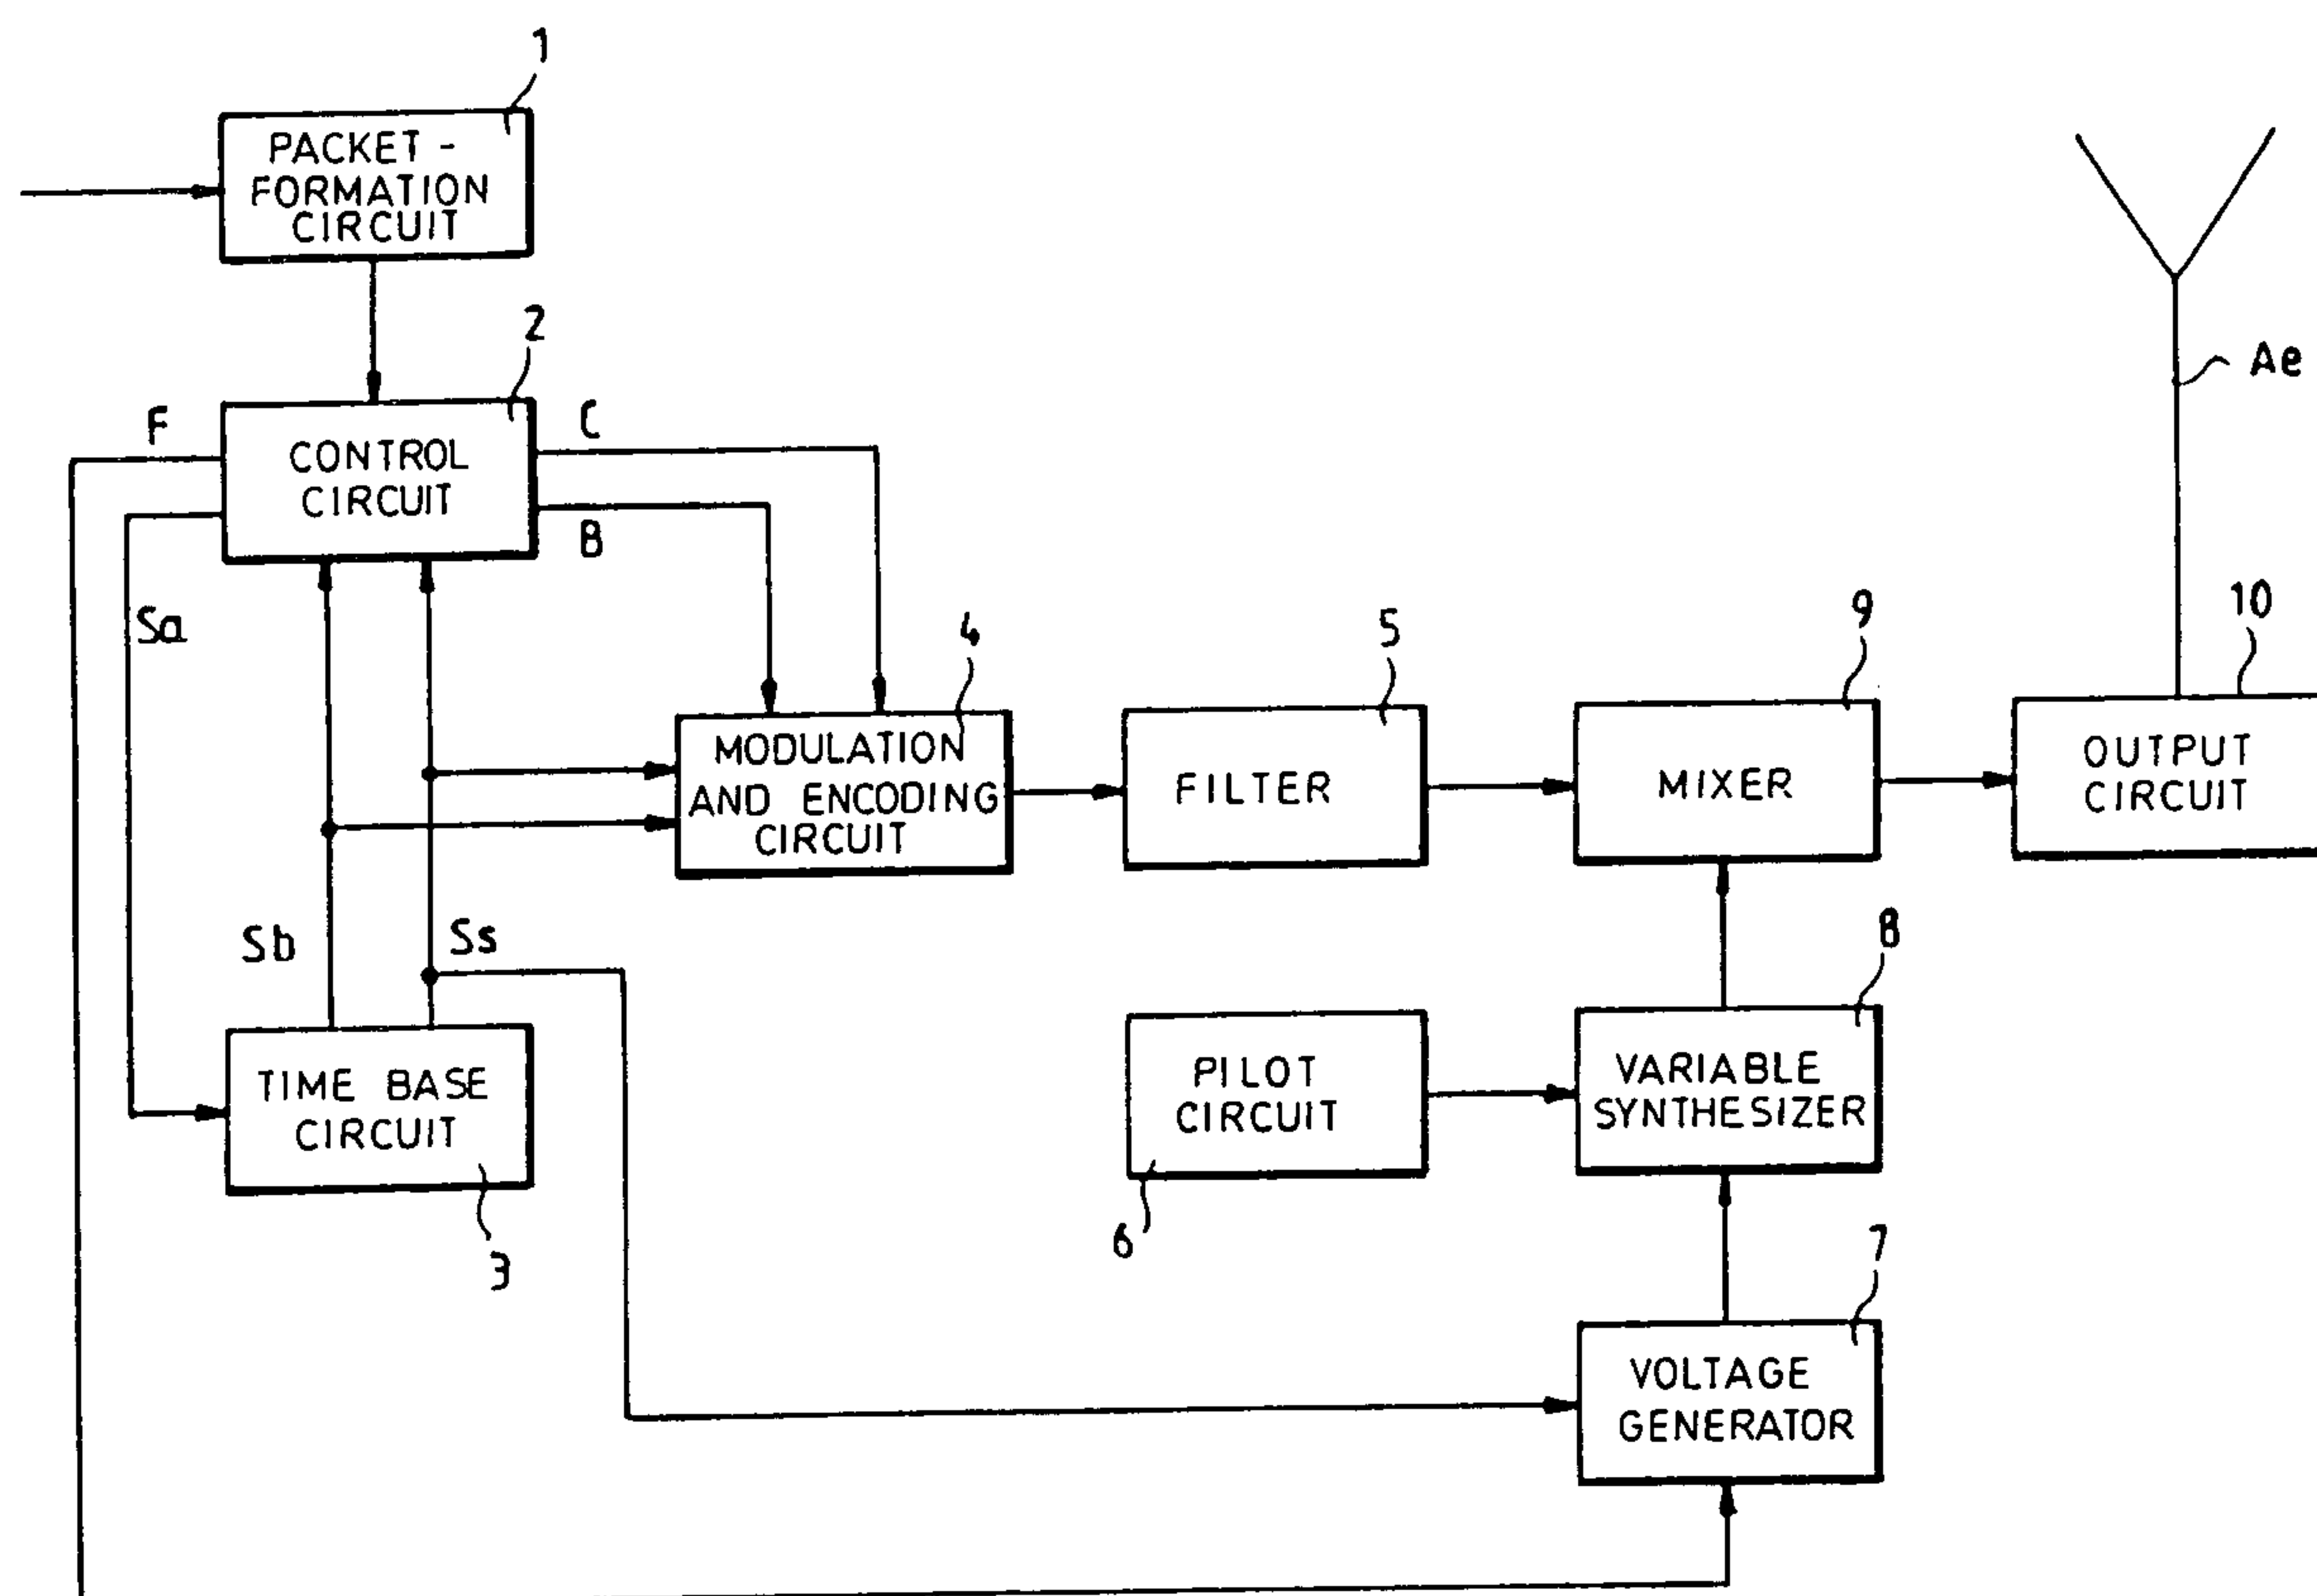 1
PACKET -
FORMATION
CIRCUIT
2
F
C
CONTROL
CIRCUIT
B
Ae
Sa
4
5
9
10
MODULATION
AND ENCODING
CIRCUIT
FILTER
MIXER
OUTPUT
CIRCUIT
Sb
Ss
8
TIME BASE
CIRCUIT
PILOT
CIRCUIT
VARIABLE
SYNTHESIZER
3
6
7
VOLTAGE
GENERATOR